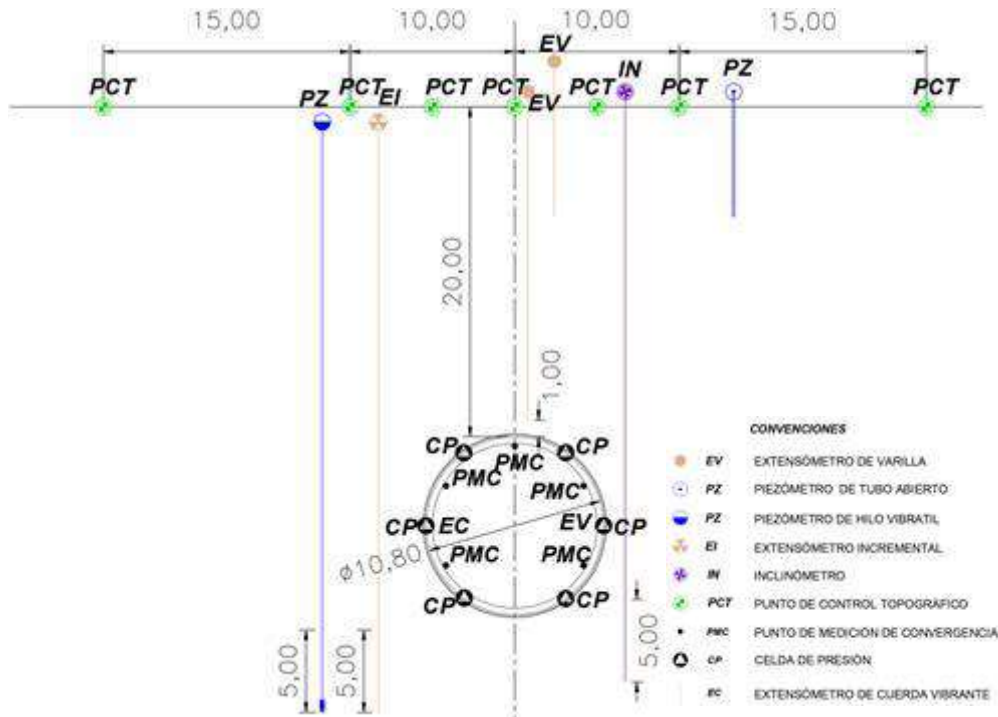 15,00
10,00
10,00
15,00
EV
IN
PZ
PCT
PCT
PCT
PCT
PCT
PCT
PCT
PZ
EI
EV
20,00
1,00
CP
CP
PMC
PMC
PMC
CP
EC
EV
CP
ø10,80
PMC
PMC
CP
CP
5,00
5,00
5,00
CONVENCIONES
EV EXTENSÓMETRO DE VARILLA
PZ PIEZÓMETRO DE TUBO ABIERTO
PZ PIEZÓMETRO DE HILO VIBRATIL
EI EXTENSÓMETRO INCREMENTAL
IN INCLINÓMETRO
PCT PUNTO DE CONTROL TOPOGRÁFICO
PMC PUNTO DE MEDICIÓN DE CONVERGENCIA
CP CELDA DE PRESIÓN
EC EXTENSÓMETRO DE CUERDA VIBRANTE